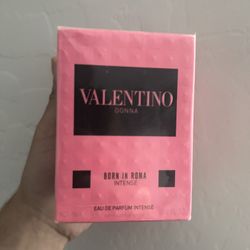 VALENTINO
DONNA
BORN IN ROMA
INTENSE
EAU DE PARFUM INTENSE